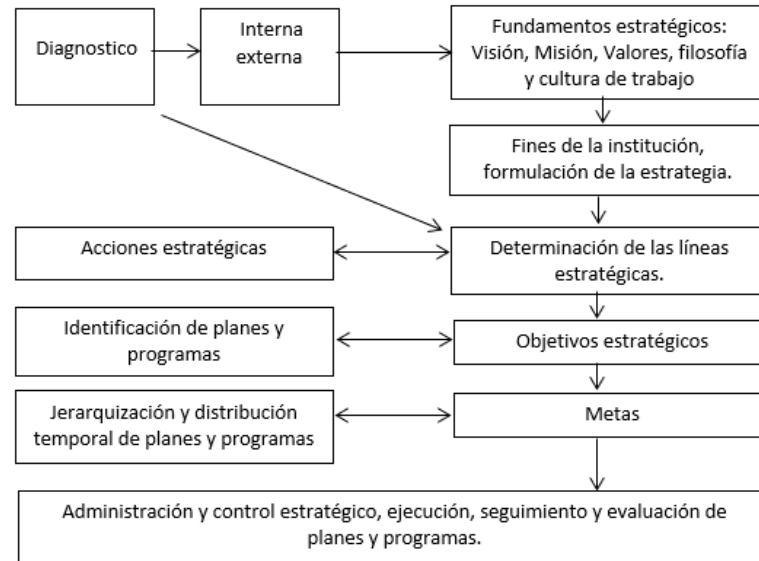 Diagnostico
Interna
externa
Fundamentos estratégicos:
Visión, Misión, Valores, filosofía
y cultura de trabajo
Fines de la institución,
formulación de la estrategia.
Acciones estratégicas
Determinación de las líneas
estratégicas.
Identificación de planes y
programas
Objetivos estratégicos
Jerarquización y distribución
temporal de planes y programas
Metas
Administración y control estratégico, ejecución, seguimiento y evaluación de
planes y programas.